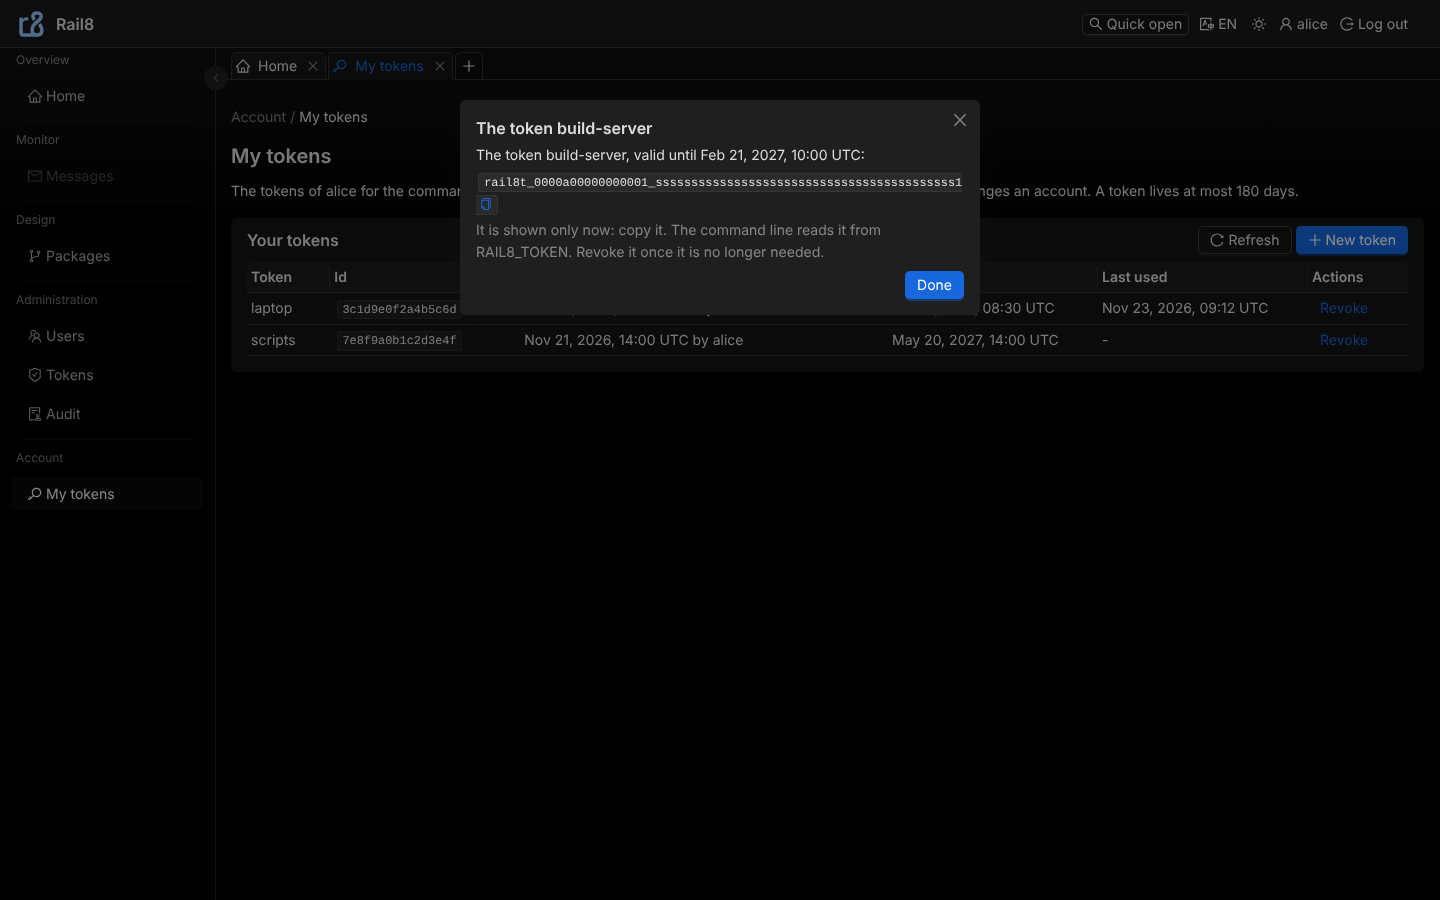 Rail8
Quick open
EN
alice
Log out
Overview
Home
Monitor
Messages
Design
Packages
Administration
Users
Tokens
Audit
Account
My tokens
Home
My tokens
Account / My tokens
My tokens
The tokens of alice for the comma
nges an account. A token lives at most 180 days.
Your tokens
Refresh
New token
Token Id Last used Actions
laptop 3c1d9e0f2a4b5c6d 08:30 UTC Nov 23, 2026, 09:12 UTC Revoke
scripts 7e8f9a0b1c2d3e4f Nov 21, 2026, 14:00 UTC by alice May 20, 2027, 14:00 UTC - Revoke
The token build-server
The token build-server, valid until Feb 21, 2027, 10:00 UTC:
rail8t_0000a00000000001_ssssssssssssssssssssssssssssssssssssssssss1
It is shown only now: copy it. The command line reads it from
RAIL8_TOKEN. Revoke it once it is no longer needed.
Done